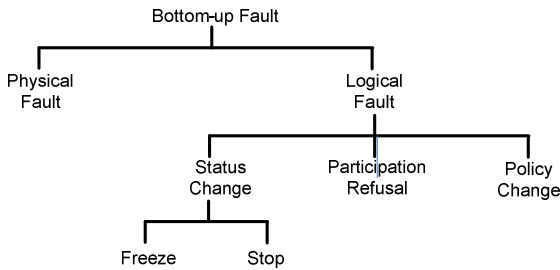 Bottom-up Fault
Physical
Fault
Logical
Fault
Status
Change
Participation
Refusal
Policy
Change
Freeze
Stop